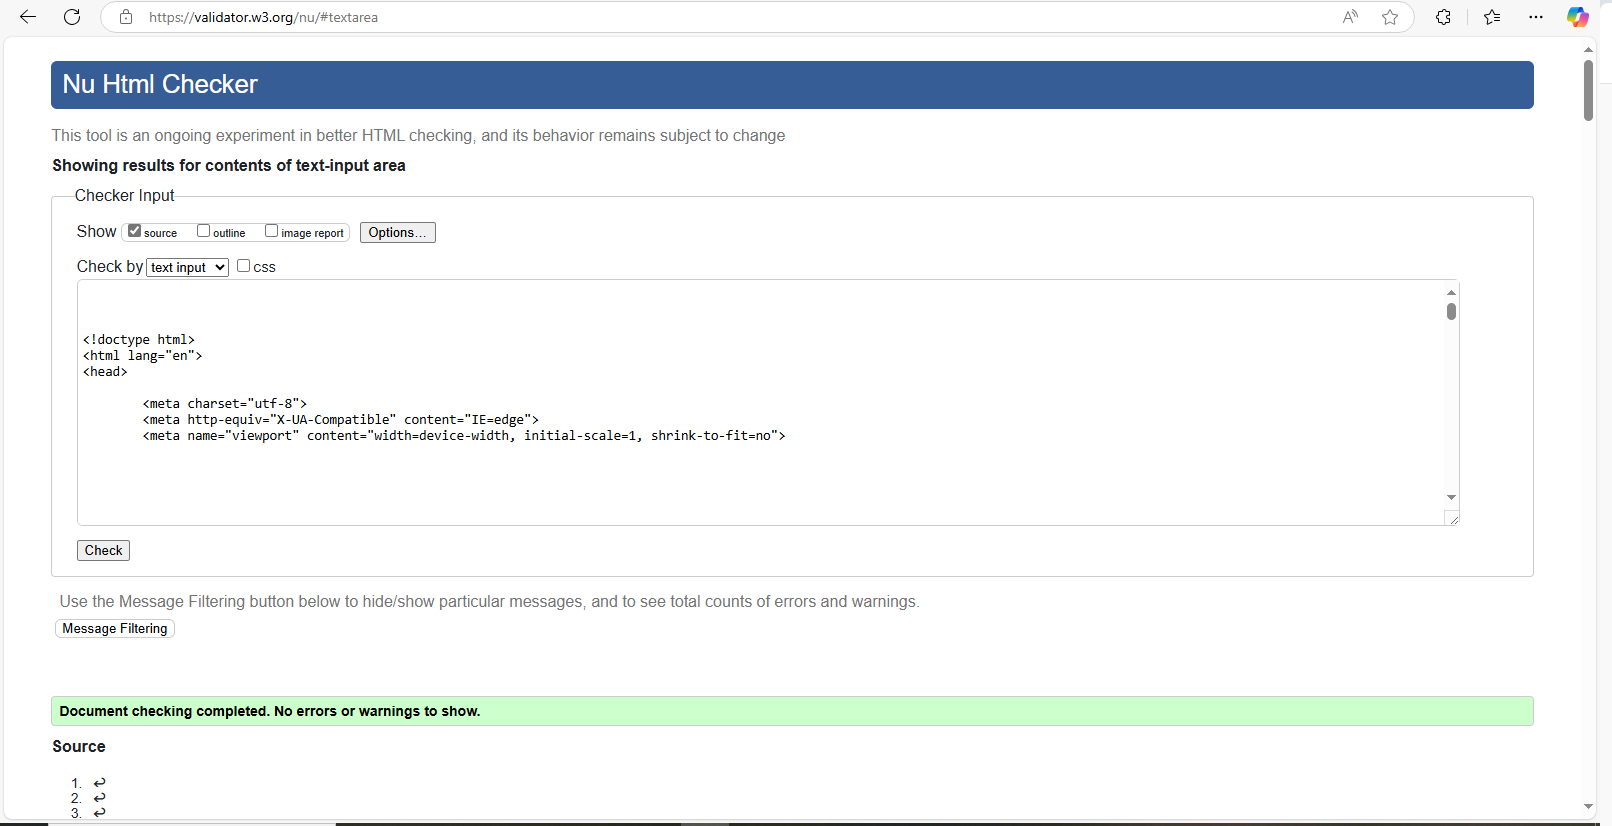 https://validator.w3.org/nu/#textarea
Nu Html Checker
This tool is an ongoing experiment in better HTML checking, and its behavior remains subject to change
Showing results for contents of text-input area
Checker Input
Show source outline image report Options...
Check by text input css
<!doctype html>
<html lang="en">
<head>
<meta charset="utf-8">
<meta http-equiv="X-UA-Compatible" content="IE=edge">
<meta name="viewport" content="width=device-width, initial-scale=1, shrink-to-fit=no">
Check
Use the Message Filtering button below to hide/show particular messages, and to see total counts of errors and warnings.
Message Filtering
Document checking completed. No errors or warnings to show.
Source
1. ↩
2. ↩
3. ↩